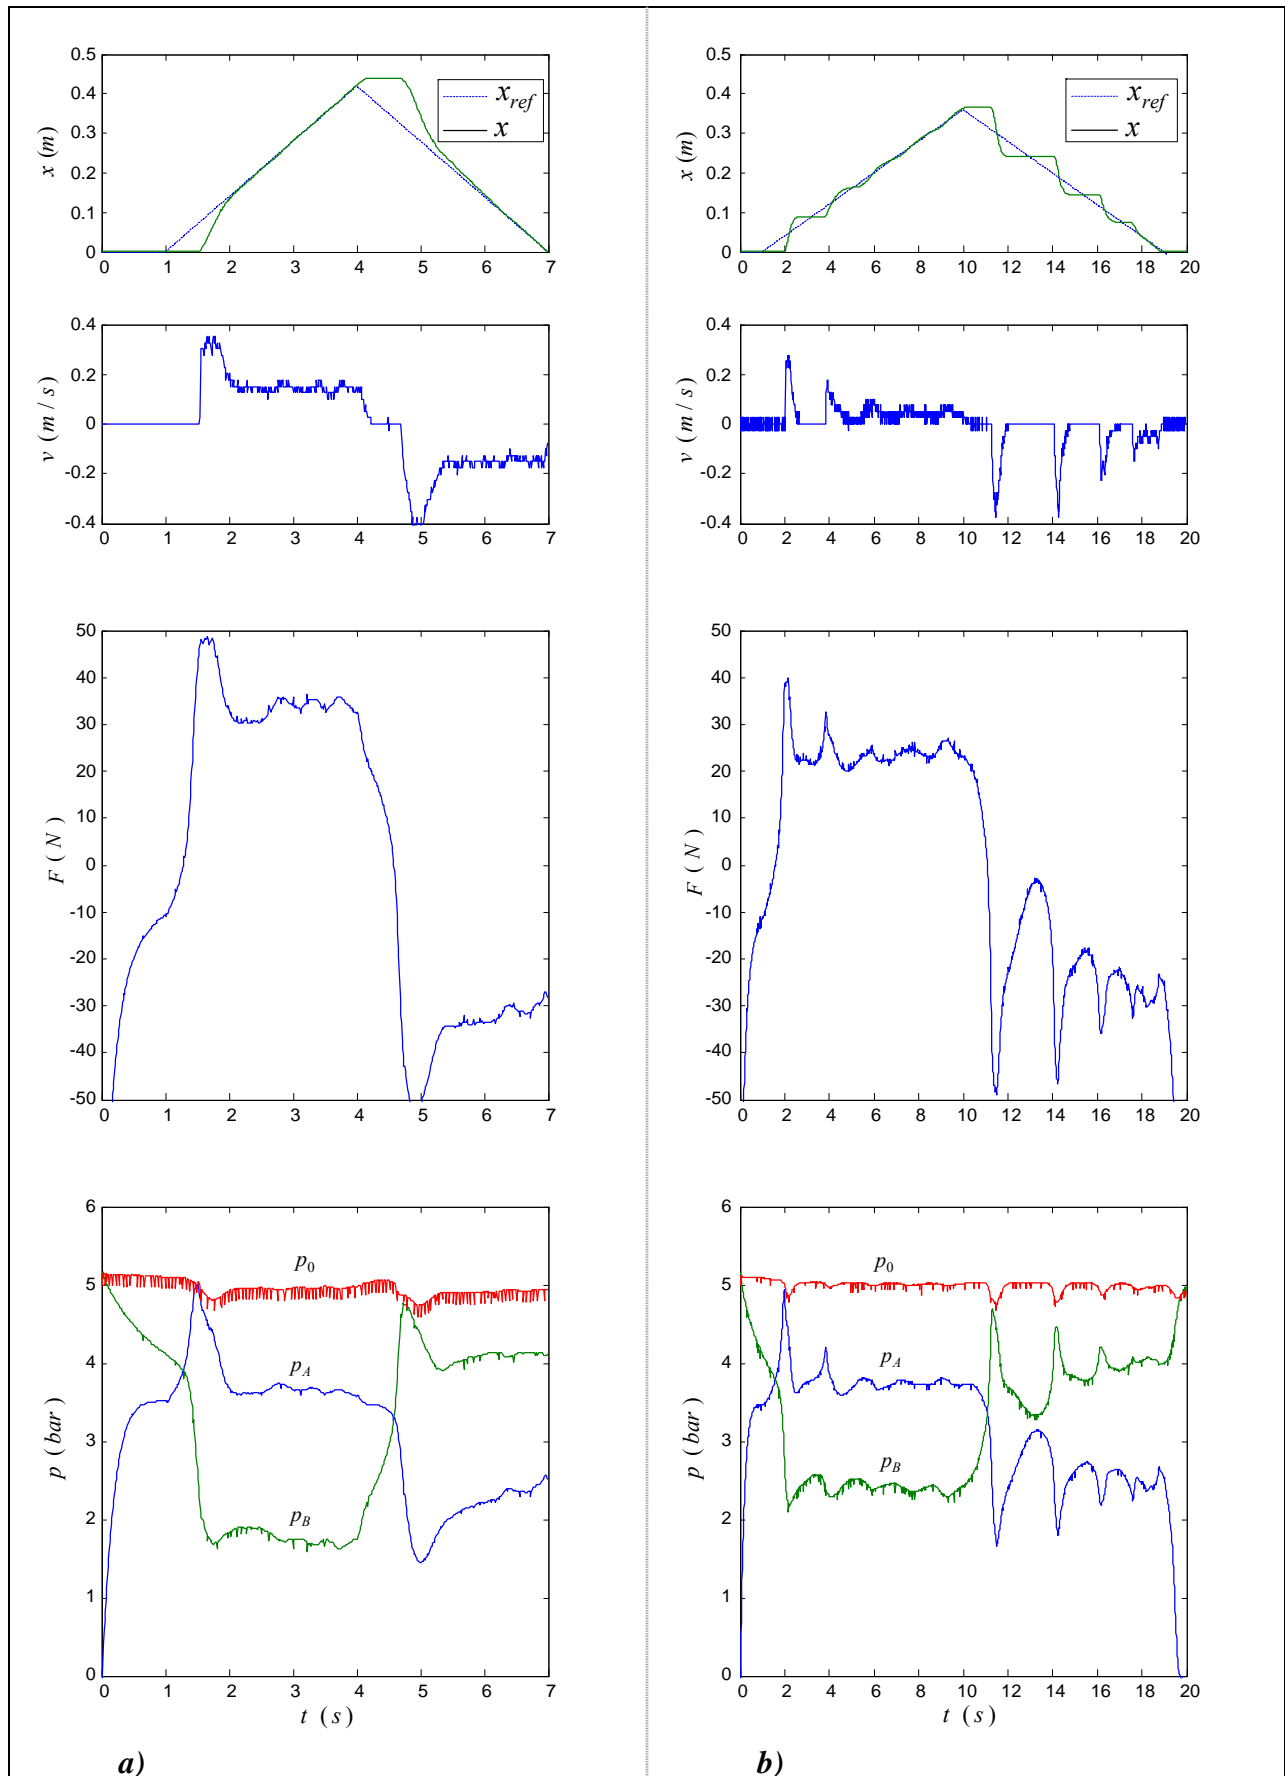 0.5
0.4
0.3
0.2
0.1
0
x (m)
x_ref
x
0 1 2 3 4 5 6 7
0.4
0.2
0
-0.2
-0.4
v (m / s)
0 1 2 3 4 5 6 7
50
40
30
20
10
0
-10
-20
-30
-40
-50
F ( N )
0 1 2 3 4 5 6 7
6
5
4
3
2
1
0
p ( bar )
p_0
p_A
p_B
0 1 2 3 4 5 6 7
t ( s )
a)
0.5
0.4
0.3
0.2
0.1
0
x (m)
x_ref
x
0 2 4 6 8 10 12 14 16 18 20
0.4
0.2
0
-0.2
-0.4
v ( m / s )
0 2 4 6 8 10 12 14 16 18 20
50
40
30
20
10
0
-10
-20
-30
-40
-50
F ( N )
0 2 4 6 8 10 12 14 16 18 20
6
5
4
3
2
1
0
p ( bar )
p_0
p_A
p_B
0 2 4 6 8 10 12 14 16 18 20
t ( s )
b)